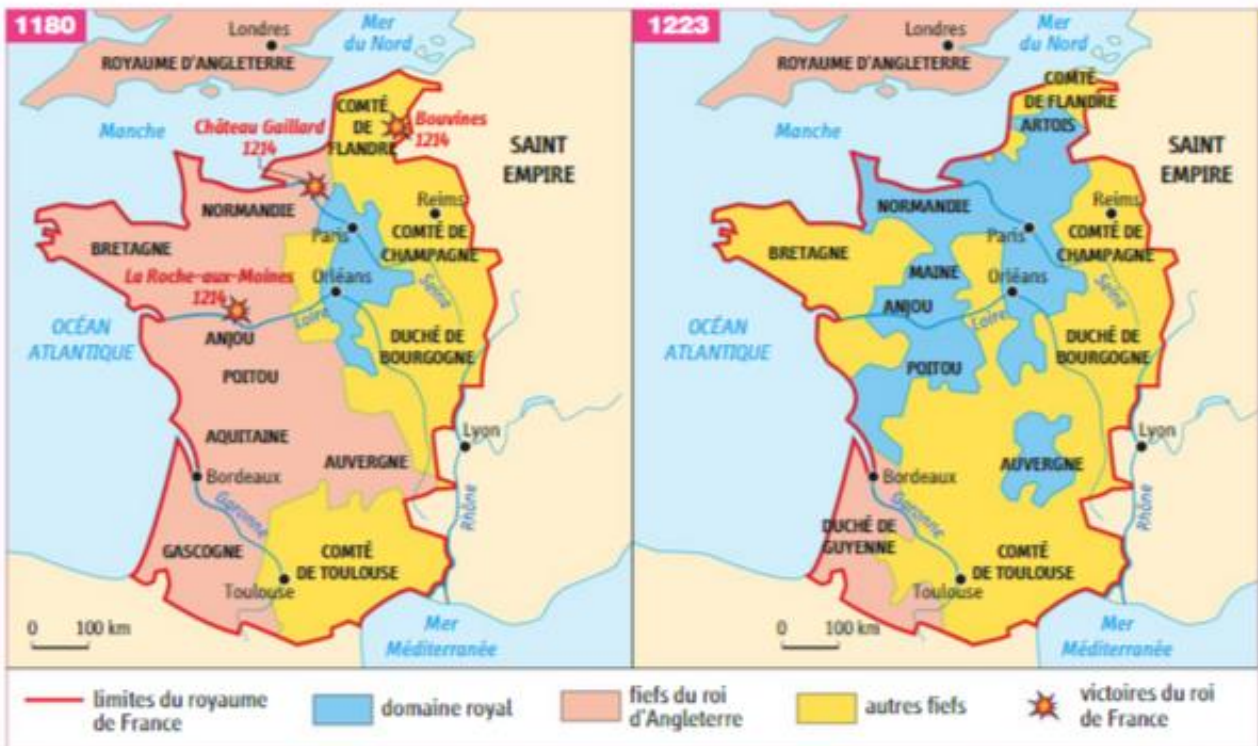 1180
Londres
Mer
du Nord
ROYAUME D'ANGLETERRE
Manche
Château Gaillard
1214
COMTÉ
DE
FLANDRE
Bouvines
1214
SAINT
EMPIRE
NORMANDIE
Reims
Paris
COMTÉ DE
CHAMPAGNE
BRETAGNE
La Roche-aux-Moines
1214
Orléans
Seine
Loire
OCÉAN
ATLANTIQUE
ANJOU
DUCHÉ DE
BOURGOGNE
POITOU
AQUITAINE
Lyon
AUVERGNE
Bordeaux
Garonne
Rhône
GASCOGNE
COMTÉ
DE TOULOUSE
Toulouse
0 100 km
Mer
Méditerranée
1223
Londres
Mer
du Nord
ROYAUME D'ANGLETERRE
COMTÉ
DE FLANDRE
ARTOIS
Manche
SAINT
EMPIRE
NORMANDIE
Reims
Paris
COMTÉ DE
CHAMPAGNE
BRETAGNE
MAINE
Orléans
Seine
ANJOU
Loire
OCÉAN
ATLANTIQUE
DUCHÉ DE
BOURGOGNE
POITOU
Lyon
AUVERGNE
Bordeaux
Garonne
Rhône
DUCHÉ DE
GUYENNE
COMTÉ
DE TOULOUSE
Toulouse
0 100 km
Mer
Méditerranée
limites du royaume
de France
domaine royal
fiefs du roi
d'Angleterre
autres fiefs
victoires du roi
de France